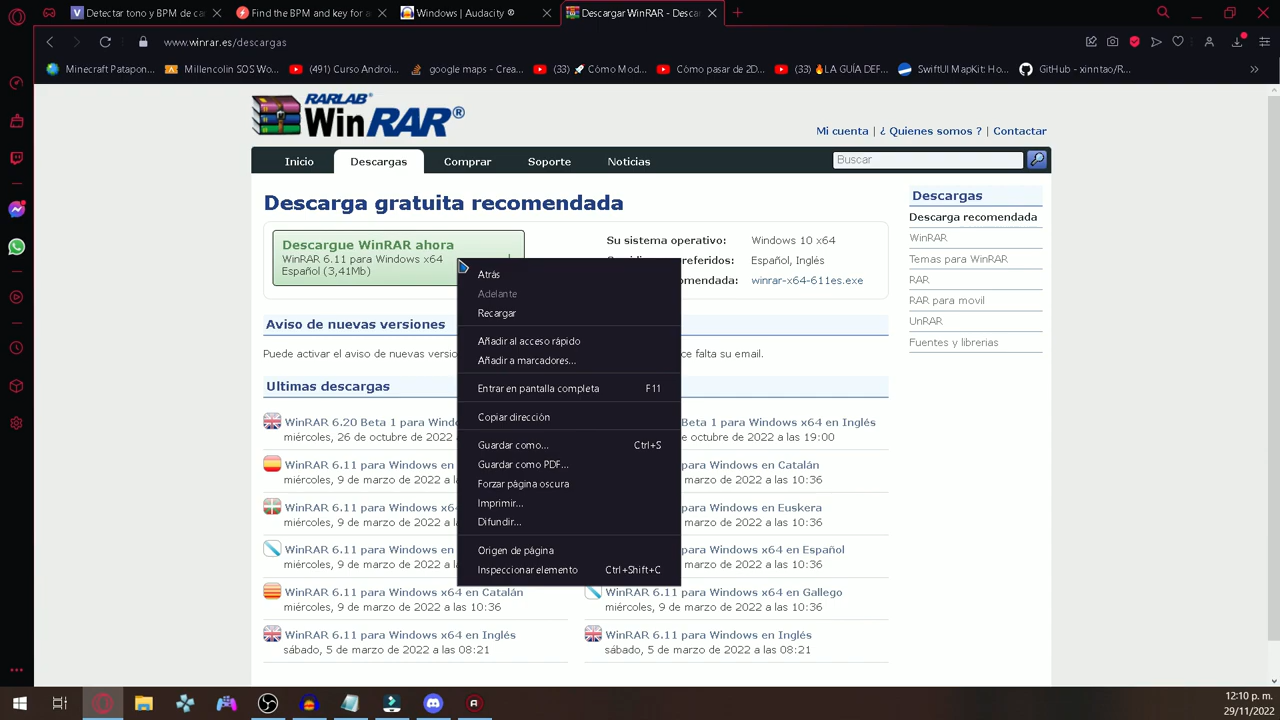 Detectar tono y BPM de ca
Find the BPM and key for a
Windows | Audacity ®
Descargar WinRAR - Desca
www.winrar.es/descargas
Minecraft Patapon...
Millencolin SOS Wo...
(491) Curso Androi...
google maps - Crea...
(33) 🚀 Cómo Mod...
Cómo pasar de 2D...
(33) 🔥LA GUÍA DEF...
SwiftUI MapKit: Ho...
GitHub - xinntao/R...
RARLAB®
WinRAR®
Mi cuenta | ¿ Quienes somos ? | Contactar
Inicio
Descargas
Comprar
Soporte
Noticias
Buscar
Descarga gratuita recomendada
Descargue WinRAR ahora
WinRAR 6.11 para Windows x64
Español (3,41Mb)
Su sistema operativo: Windows 10 x64
referidos: Español, Inglés
omendada: winrar-x64-611es.exe
Aviso de nuevas versiones
Puede activar el aviso de nuevas versio
ce falta su email.
Ultimas descargas
WinRAR 6.20 Beta 1 para Windo
miércoles, 26 de octubre de 2022
Beta 1 para Windows x64 en Inglés
e octubre de 2022 a las 19:00
WinRAR 6.11 para Windows en
miércoles, 9 de marzo de 2022 a
para Windows en Catalán
marzo de 2022 a las 10:36
WinRAR 6.11 para Windows x6
miércoles, 9 de marzo de 2022 a
para Windows en Euskera
marzo de 2022 a las 10:36
WinRAR 6.11 para Windows en
miércoles, 9 de marzo de 2022 a
para Windows x64 en Español
marzo de 2022 a las 10:36
WinRAR 6.11 para Windows x64 en Catalán
miércoles, 9 de marzo de 2022 a las 10:36
WinRAR 6.11 para Windows x64 en Gallego
miércoles, 9 de marzo de 2022 a las 10:36
WinRAR 6.11 para Windows x64 en Inglés
sábado, 5 de marzo de 2022 a las 08:21
WinRAR 6.11 para Windows en Inglés
sábado, 5 de marzo de 2022 a las 08:21
Descargas
Descarga recomendada
WinRAR
Temas para WinRAR
RAR
RAR para movil
UnRAR
Fuentes y librerias
Atrás
Adelante
Recargar
Añadir al acceso rápido
Añadir a marcadores...
Entrar en pantalla completa F11
Copiar dirección
Guardar como... Ctrl+S
Guardar como PDF...
Forzar página oscura
Imprimir...
Difundir...
Origen de página
Inspeccionar elemento Ctrl+Shift+C
12:10 p. m.
29/11/2022